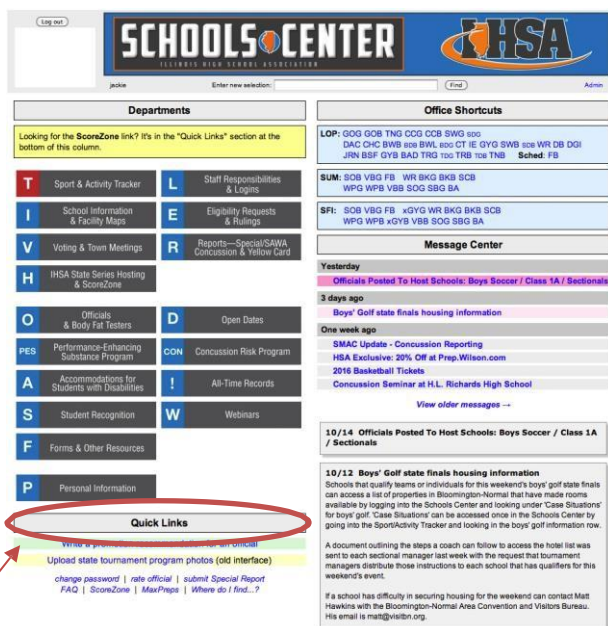 Log out
SCHOOLS CENTER
ILLINOIS HIGH SCHOOL ASSOCIATION
IHSA
jackie
Enter new selection:
Find
Admin
Departments
Looking for the ScoreZone link? It's in the "Quick Links" section at the
bottom of this column.
T Sport & Activity Tracker
L Staff Responsibilities
& Logins
I School Information
& Facility Maps
E Eligibility Requests
& Rulings
V Voting & Town Meetings
R Reports—Special/SAWA
Concussion & Yellow Card
H IHSA State Series Hosting
& ScoreZone
O Officials
& Body Fat Testers
D Open Dates
PES Performance-Enhancing
Substance Program
CON Concussion Risk Program
A Accommodations for
Students with Disabilities
! All-Time Records
S Student Recognition
W Webinars
F Forms & Other Resources
P Personal Information
Quick Links
Write a promotion recommendation for an official
Upload state tournament program photos (old interface)
change password | rate official | submit Special Report
FAQ | ScoreZone | MaxPreps | Where do I find...?
Office Shortcuts
LOP: GOG GOB TNG CCG CCB SWG SDG
DAC CHC BWB BDB BWL BDG CT IE GYG SWB SDB WR DB DGI
JRN BSF GYB BAD TRG TDG TRB TDB TNB Sched: FB
SUM: SOB VBG FB WR BKG BKB SCB
WPG WPB VBB SOG SBG BA
SFI: SOB VBG FB xGYG WR BKG BKB SCB
WPG WPB xGYB VBB SOG SBG BA
Message Center
Yesterday
Officials Posted To Host Schools: Boys Soccer / Class 1A / Sectionals
3 days ago
Boys' Golf state finals housing information
One week ago
SMAC Update - Concussion Reporting
HSA Exclusive: 20% Off at Prep.Wilson.com
2016 Basketball Tickets
Concussion Seminar at H.L. Richards High School
View older messages →
10/14 Officials Posted To Host Schools: Boys Soccer / Class 1A
/ Sectionals
10/12 Boys' Golf state finals housing information
Schools that qualify teams or individuals for this weekend's boys' golf state finals
can access a list of properties in Bloomington-Normal that have made rooms
available by logging into the Schools Center and looking under 'Case Situations'
for boys' golf. 'Case Situations' can be accessed once in the Schools Center by
going into the Sport/Activity Tracker and looking in the boys' golf information row.
A document outlining the steps a coach can follow to access the hotel list was
sent to each sectional manager last week with the request that tournament
managers distribute those instructions to each school that has qualifiers for this
weekend's event.
If a school has difficulty in securing housing for the weekend can contact Matt
Hawkins with the Bloomington-Normal Area Convention and Visitors Bureau.
His email is matt@visitbn.org.